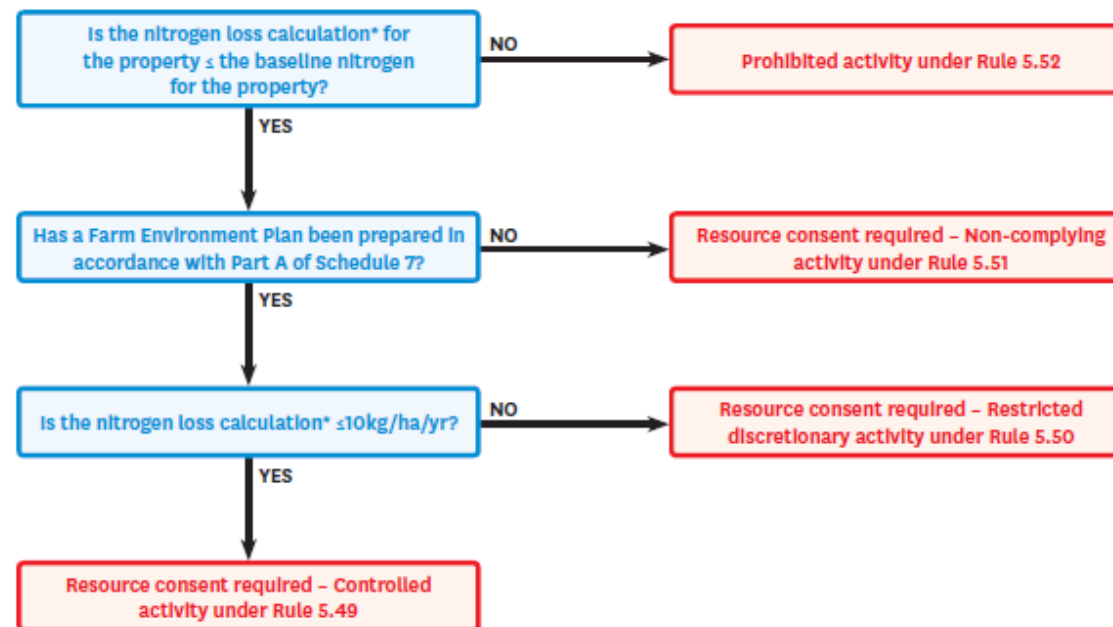 Is the nitrogen loss calculation* for
the property ≤ the baseline nitrogen
for the property?
NO
Prohibited activity under Rule 5.52
YES
Has a Farm Environment Plan been prepared in
accordance with Part A of Schedule 7?
NO
Resource consent required – Non-complying
activity under Rule 5.51
YES
Is the nitrogen loss calculation* ≤10kg/ha/yr?
NO
Resource consent required – Restricted
discretionary activity under Rule 5.50
YES
Resource consent required – Controlled
activity under Rule 5.49